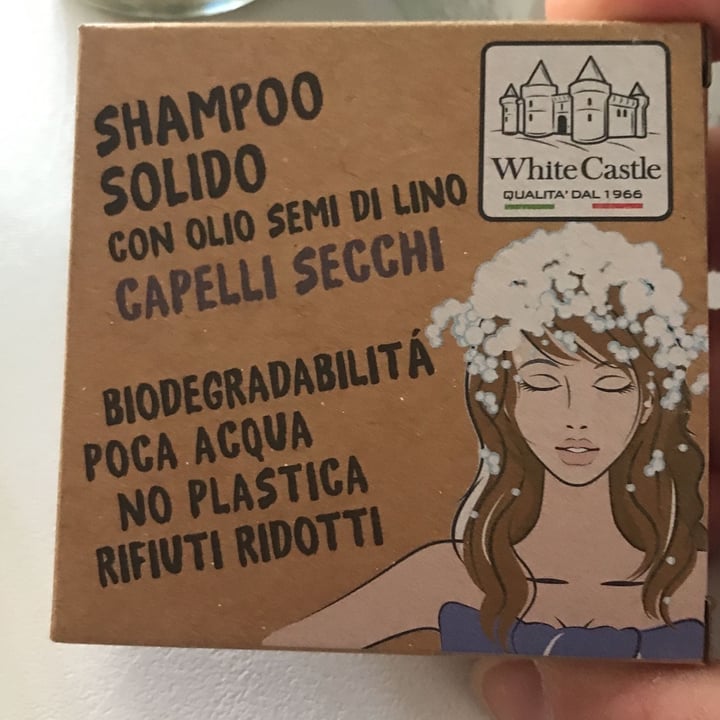 SHAMPOO
SOLIDO
CON OLIO SEMI DI LINO
CAPELLI SECCHI
White Castle
QUALITA' DAL 1966
BIODEGRADABILITÁ
POCA ACQUA
NO PLASTICA
RIFIUTI RIDOTTI